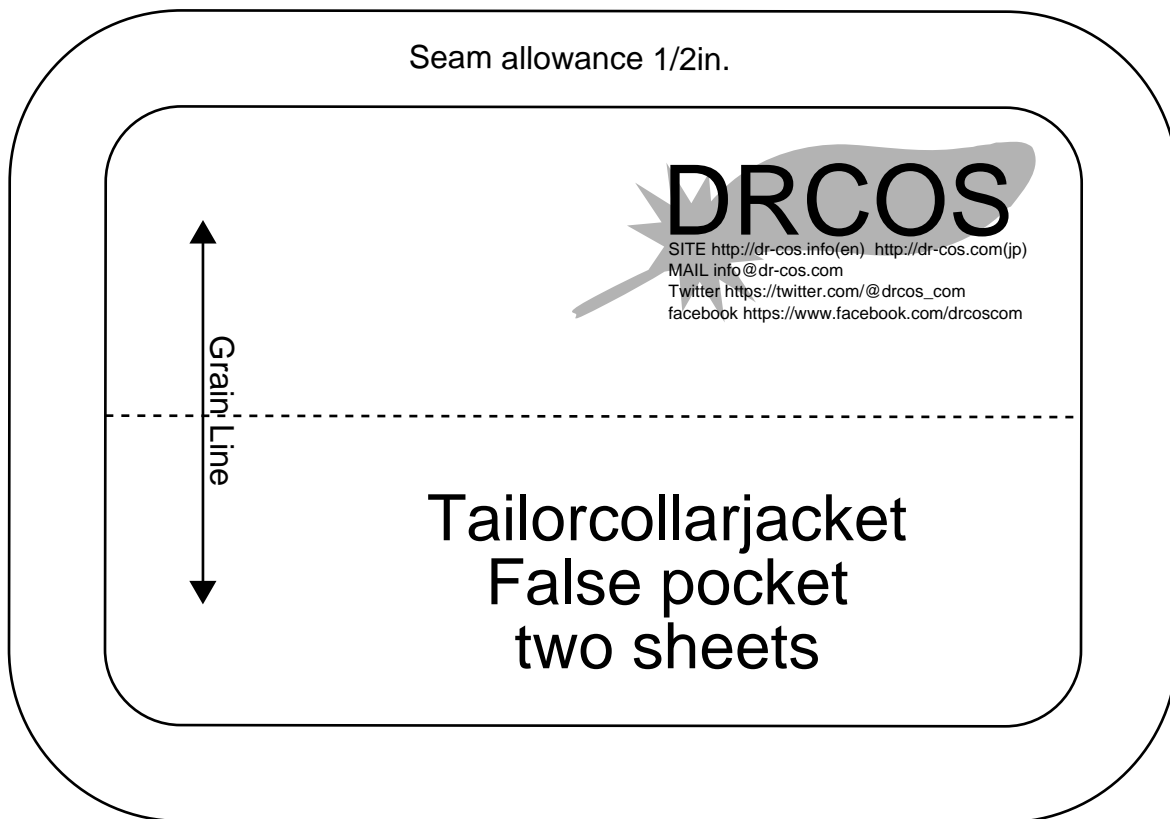 Seam allowance 1/2in.
DRCOS
SITE http://dr-cos.info(en)  http://dr-cos.com(jp)
MAIL info@dr-cos.com
Twitter https://twitter.com/@drcos_com
facebook https://www.facebook.com/drcoscom
Grain Line
Tailorcollarjacket
False pocket
two sheets